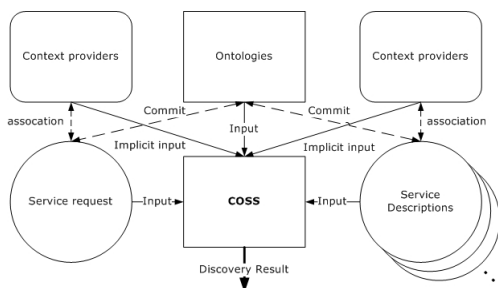 Context providers
Ontologies
Context providers
Commit
Commit
assocation
Input
association
Implicit input
Implicit input
Service request
Input
COSS
Input
Service
Descriptions
Discovery Result